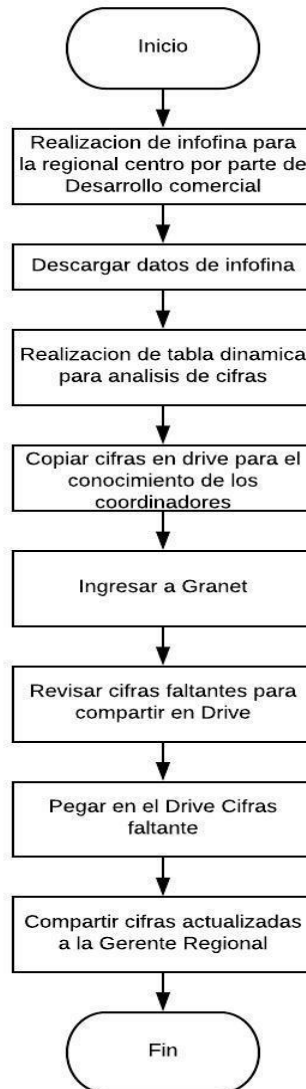 Inicio
Realizacion de infofina para
la regional centro por parte de
Desarrollo comercial
Descargar datos de infofina
Realizacion de tabla dinamica
para analisis de cifras
Copiar cifras en drive para el
conocimiento de los
coordinadores
Ingresar a Granet
Revisar cifras faltantes para
compartir en Drive
Pegar en el Drive Cifras
faltante
Compartir cifras actualizadas
a la Gerente Regional
Fin